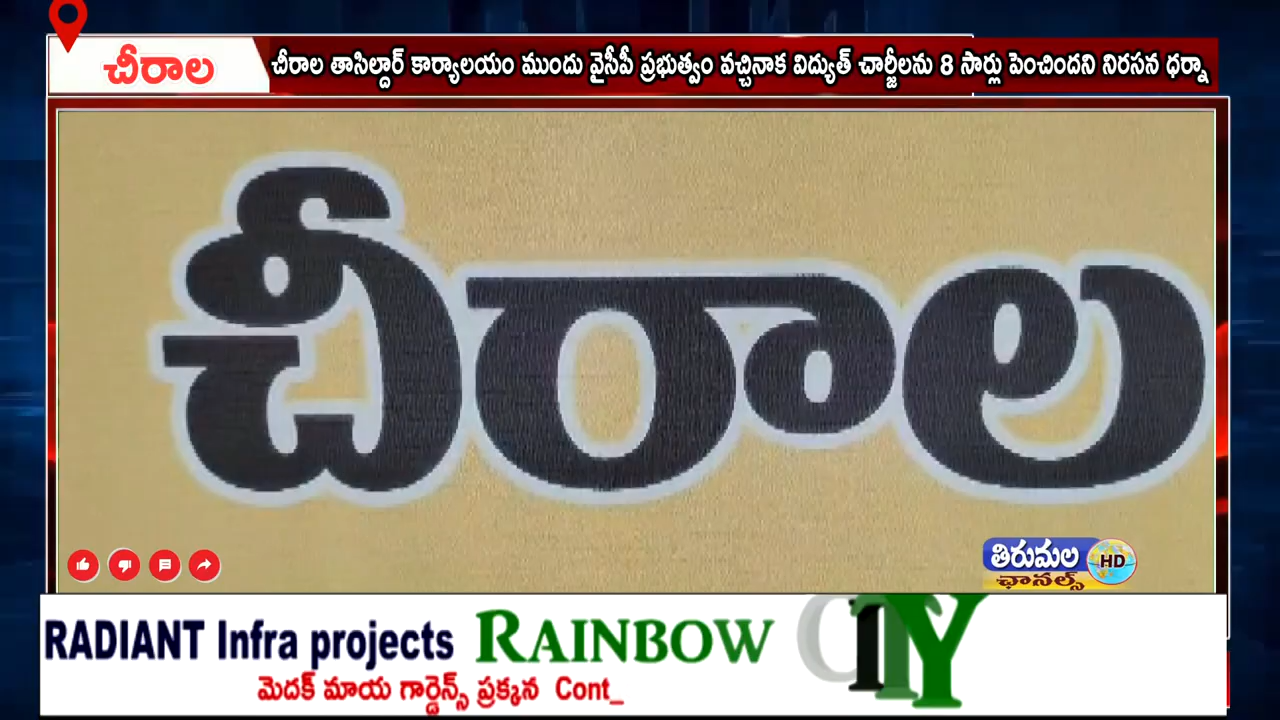 చీరాల
చీరాల తాసిల్దార్ కార్యాలయం ముందు వైసీపీ ప్రభుత్వం వచ్చినాక విద్యుత్ చార్జీలను 8 సార్లు పెంచిందని నిరసన ధర్నా
చీరాల
తిరుమల
ఛానల్స్
HD
RADIANT Infra projects RAINBOW CITY
మెదక్ మాయ గార్డెన్స్ ప్రక్కన Cont_